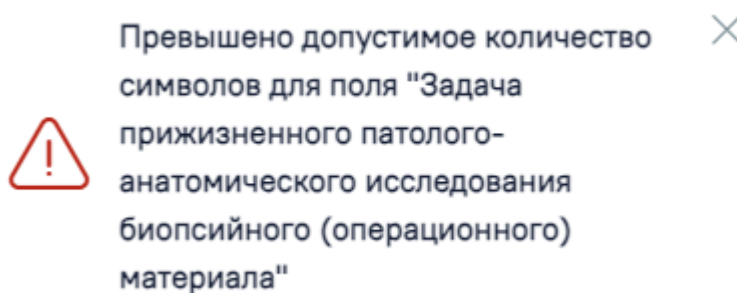 Превышено допустимое количество
символов для поля "Задача
прижизненного патолого-
анатомического исследования
биопсийного (операционного)
материала"